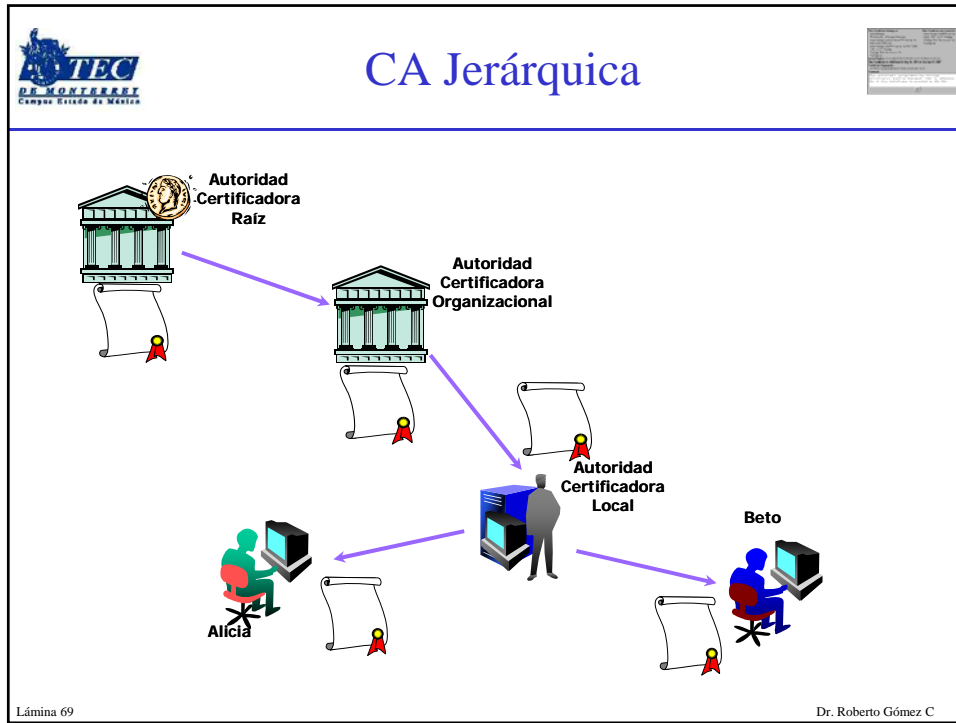 TEC
DE MONTERREY
Campus Estado de México
CA Jerárquica
Autoridad
Certificadora
Raíz
Autoridad
Certificadora
Organizacional
Autoridad
Certificadora
Local
Beto
Alicia
Lámina 69
Dr. Roberto Gómez C